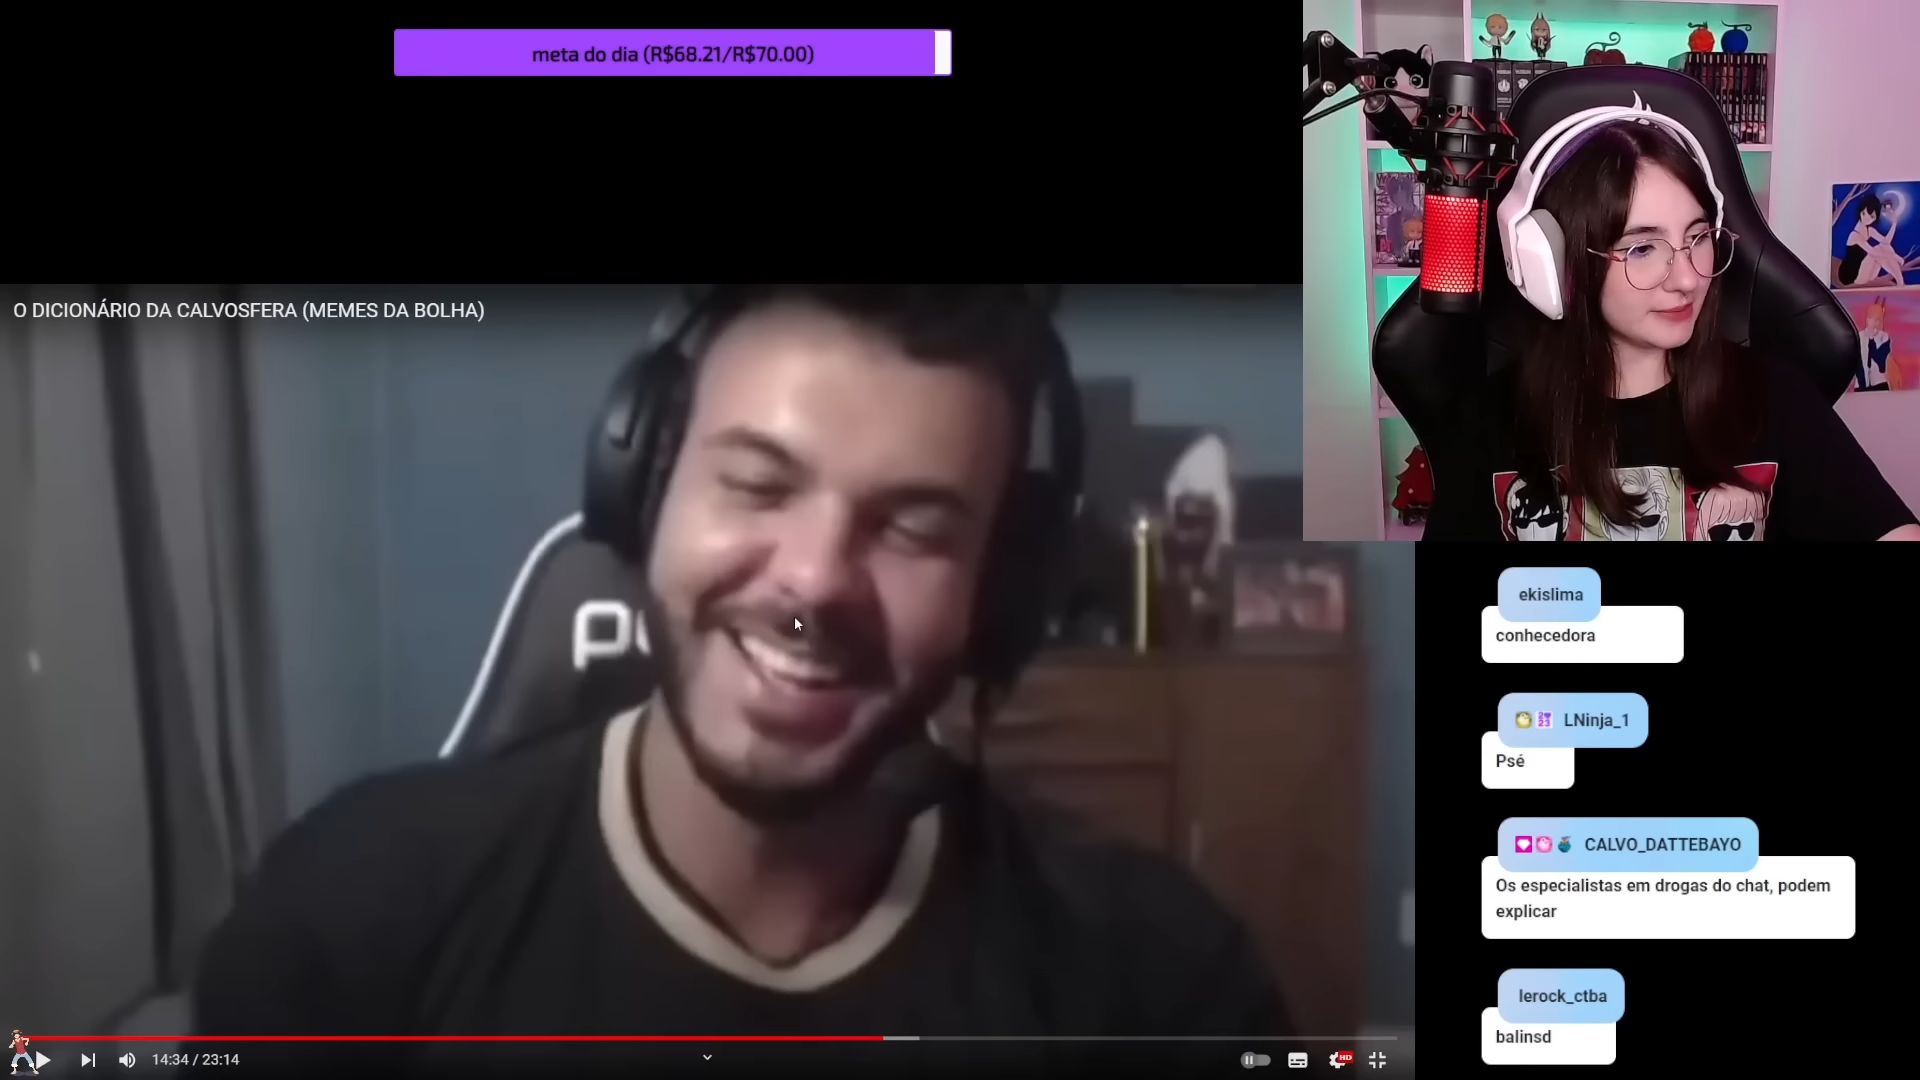 meta do dia (R$68.21/R$70.00)
O DICIONÁRIO DA CALVOSFERA (MEMES DA BOLHA)
ekislima
conhecedora
LNinja_1
Psé
CALVO_DATTEBAYO
Os especialistas em drogas do chat, podem
explicar
lerock_ctba
balinsd
14:34 / 23:14
HD